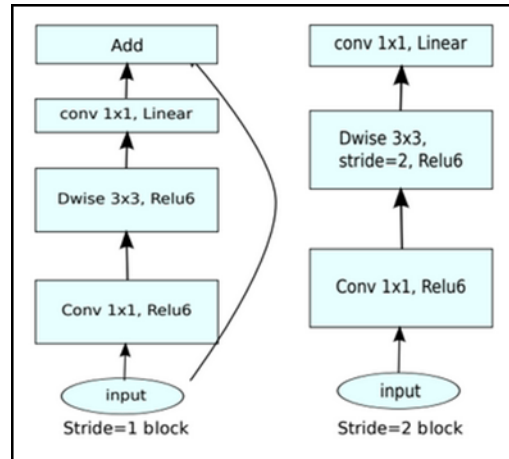 Add
conv 1x1, Linear
Dwise 3x3, Relu6
Conv 1x1, Relu6
input
Stride=1 block
conv 1x1, Linear
Dwise 3x3,
stride=2, Relu6
Conv 1x1, Relu6
input
Stride=2 block